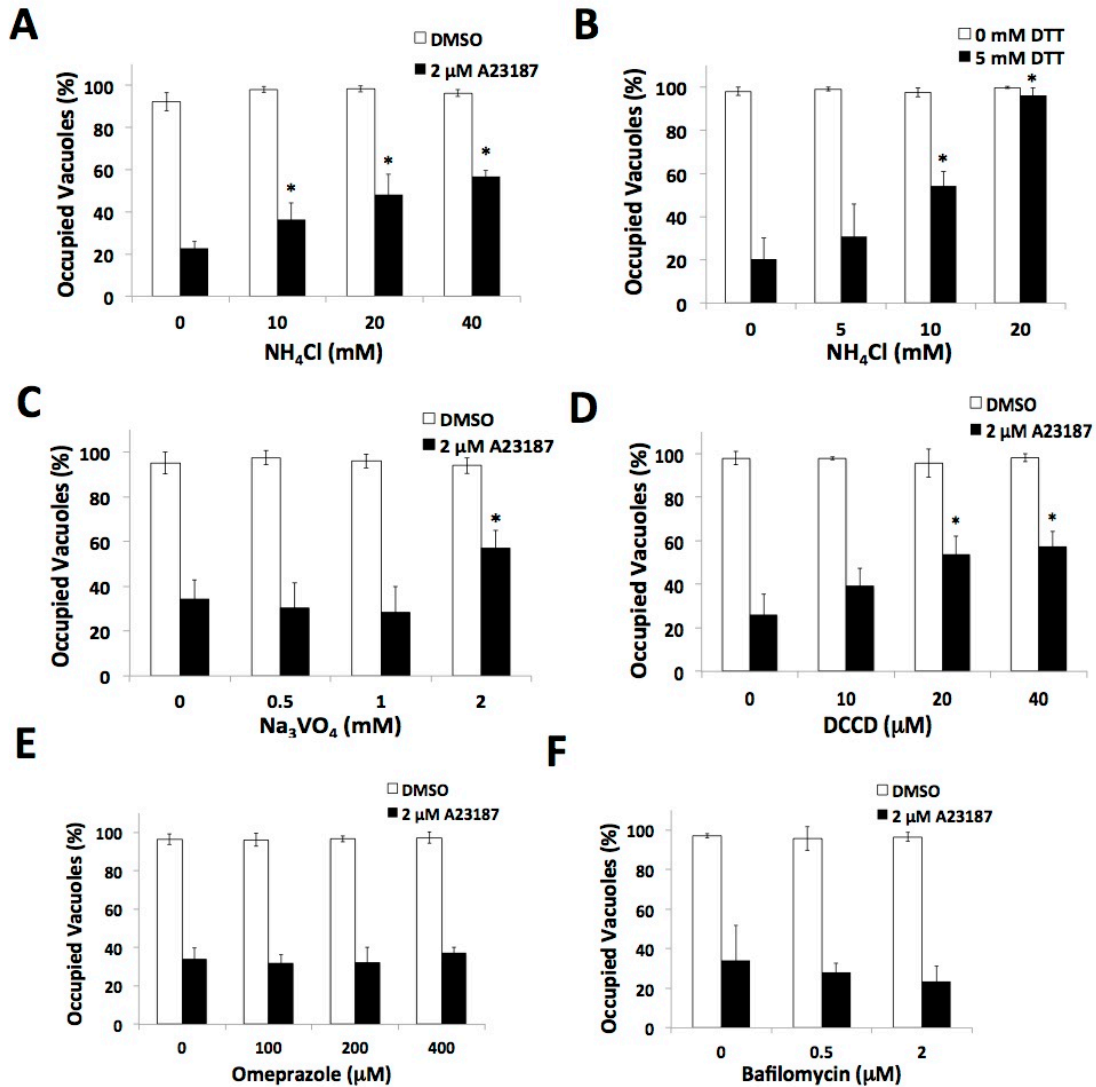 A
DMSO
2 μM A23187
Occupied Vacuoles (%)
100
80
60
40
20
0
* * *
0 10 20 40
NH₄Cl (mM)
B
0 mM DTT
5 mM DTT
Occupied Vacuoles (%)
100
80
60
40
20
0
* *
0 5 10 20
NH₄Cl (mM)
C
DMSO
2 μM A23187
Occupied Vacuoles (%)
100
80
60
40
20
0
*
0 0.5 1 2
Na₃VO₄ (mM)
D
DMSO
2 μM A23187
Occupied Vacuoles (%)
100
80
60
40
20
0
* *
0 10 20 40
DCCD (μM)
E
DMSO
2 μM A23187
Occupied Vacuoles (%)
100
80
60
40
20
0
0 100 200 400
Omeprazole (μM)
F
DMSO
2 μM A23187
Occupied Vacuoles (%)
100
80
60
40
20
0
0 0.5 2
Bafilomycin (μM)